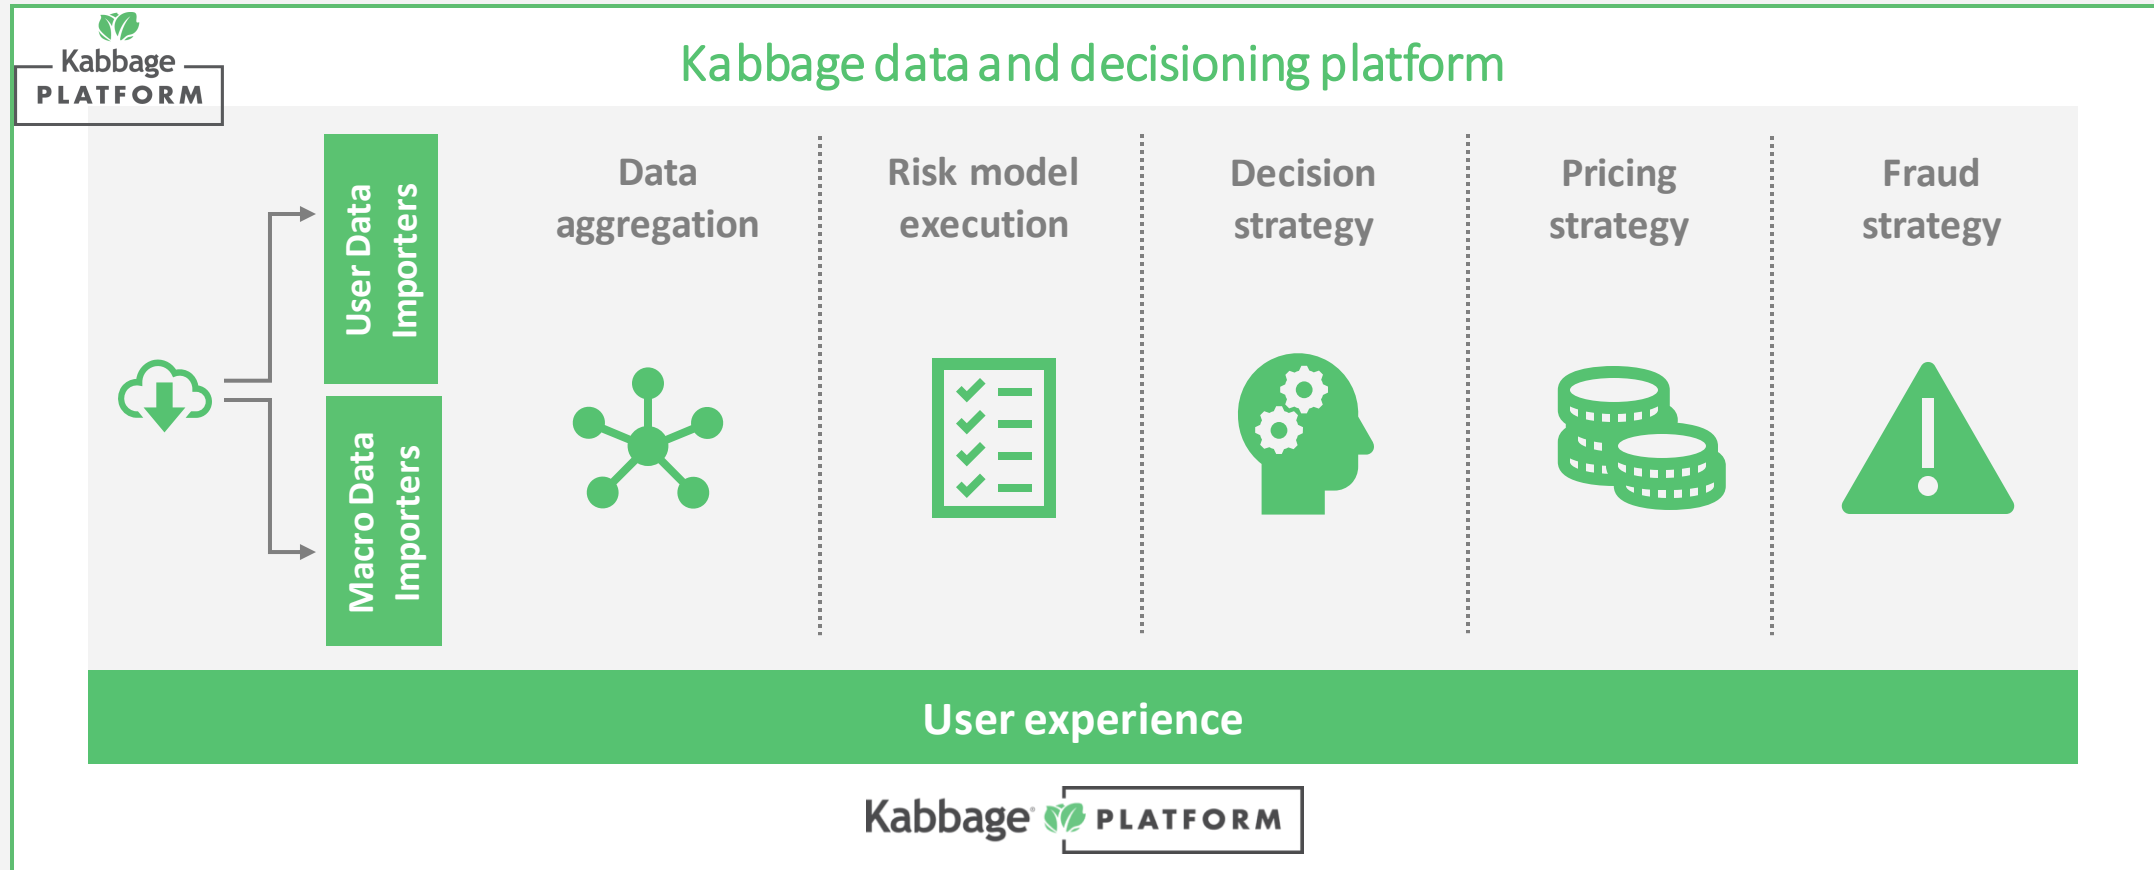 Kabbage
PLATFORM
Kabbage data and decisioning platform
User Data
Importers
Macro Data
Importers
Data
aggregation
Risk model
execution
Decision
strategy
Pricing
strategy
Fraud
strategy
User experience
Kabbage PLATFORM